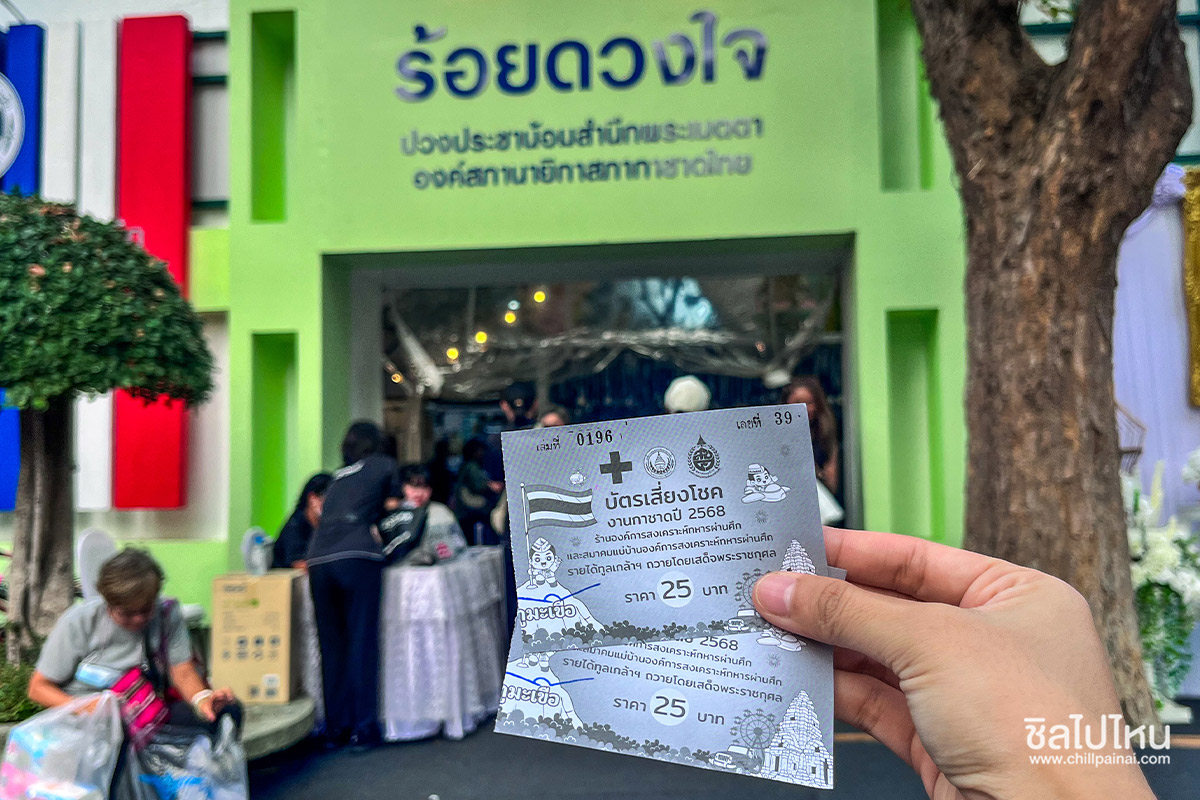 ร้อยดวงใจ
ปวงประชาน้อมสำนึกพระเมตตา
องค์สภานายิกาสภากาชาดไทย
เล่มที่ 0196
เลขที่ 39
บัตรเสี่ยงโชค
งานกาชาดปี 2568
ร้านองค์การสงเคราะห์ทหารผ่านศึก
และสมาคมแม่บ้านองค์การสงเคราะห์ทหารผ่านศึก
รายได้ทูลเกล้าฯ ถวายโดยเสด็จพระราชกุศล
ราคา 25 บาท
ภูมะเขือ
2568
สมาคมแม่บ้านองค์การสงเคราะห์ทหารผ่านศึก
รายได้ทูลเกล้าฯ ถวายโดยเสด็จพระราชกุศล
ราคา 25 บาท
ภูมะเขือ
ชิลไปไหน
www.chillpainai.com